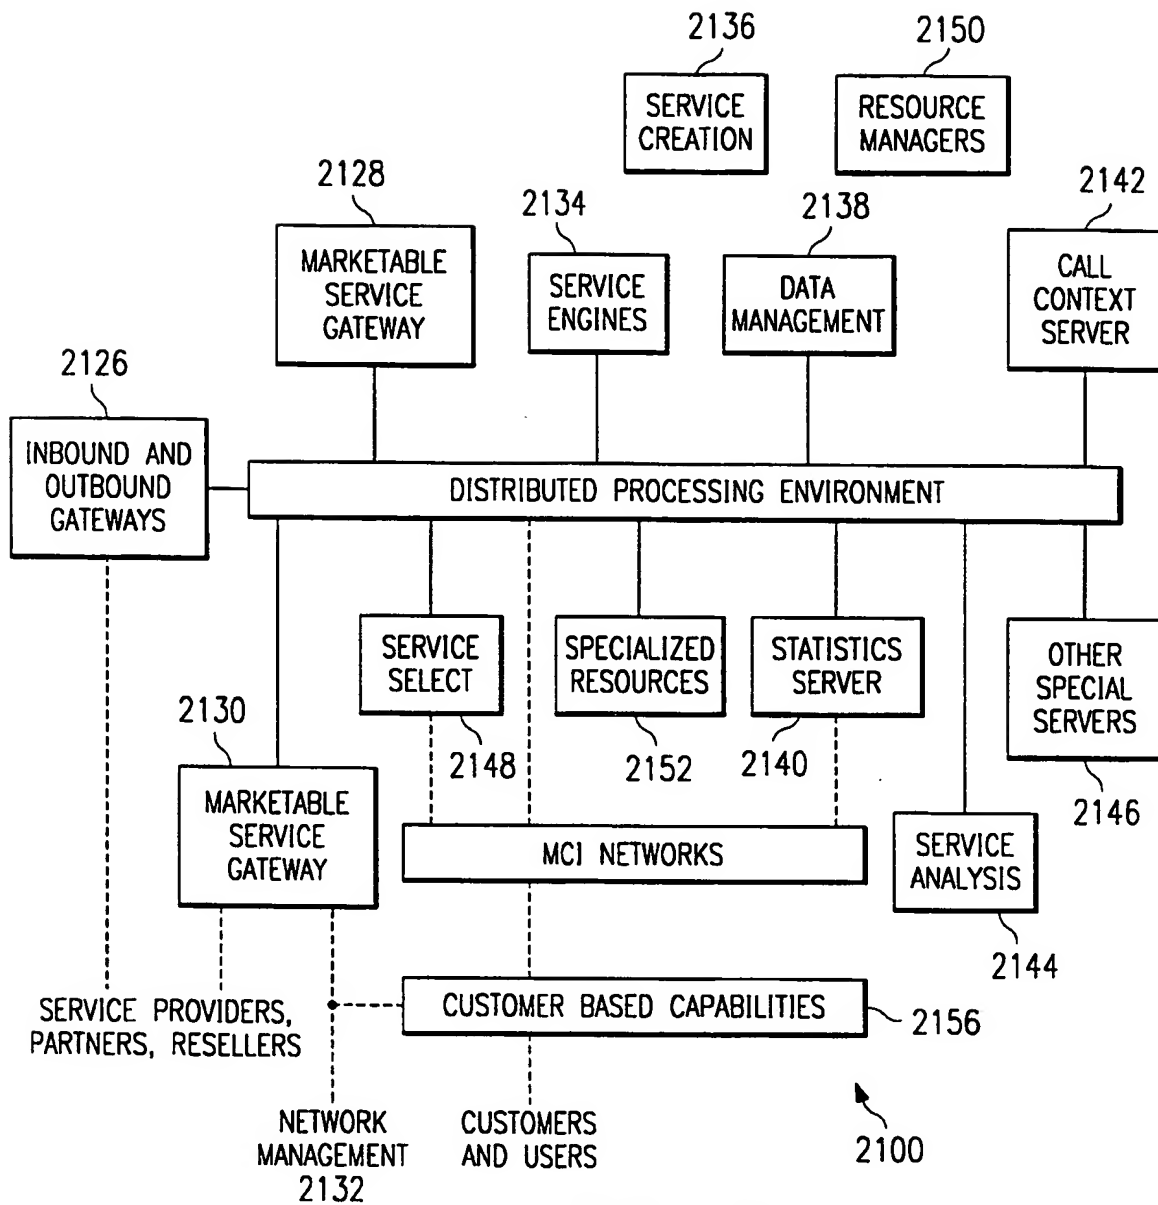 2136
2150
SERVICE
CREATION
RESOURCE
MANAGERS
2128
2134
2138
2142
MARKETABLE
SERVICE
GATEWAY
SERVICE
ENGINES
DATA
MANAGEMENT
CALL
CONTEXT
SERVER
2126
INBOUND AND
OUTBOUND
GATEWAYS
DISTRIBUTED PROCESSING ENVIRONMENT
SERVICE
SELECT
SPECIALIZED
RESOURCES
STATISTICS
SERVER
OTHER
SPECIAL
SERVERS
2130
2148
2152
2140
2146
MARKETABLE
SERVICE
GATEWAY
MCI NETWORKS
SERVICE
ANALYSIS
2144
SERVICE PROVIDERS,
PARTNERS, RESELLERS
CUSTOMER BASED CAPABILITIES
2156
NETWORK
MANAGEMENT
2132
CUSTOMERS
AND USERS
2100